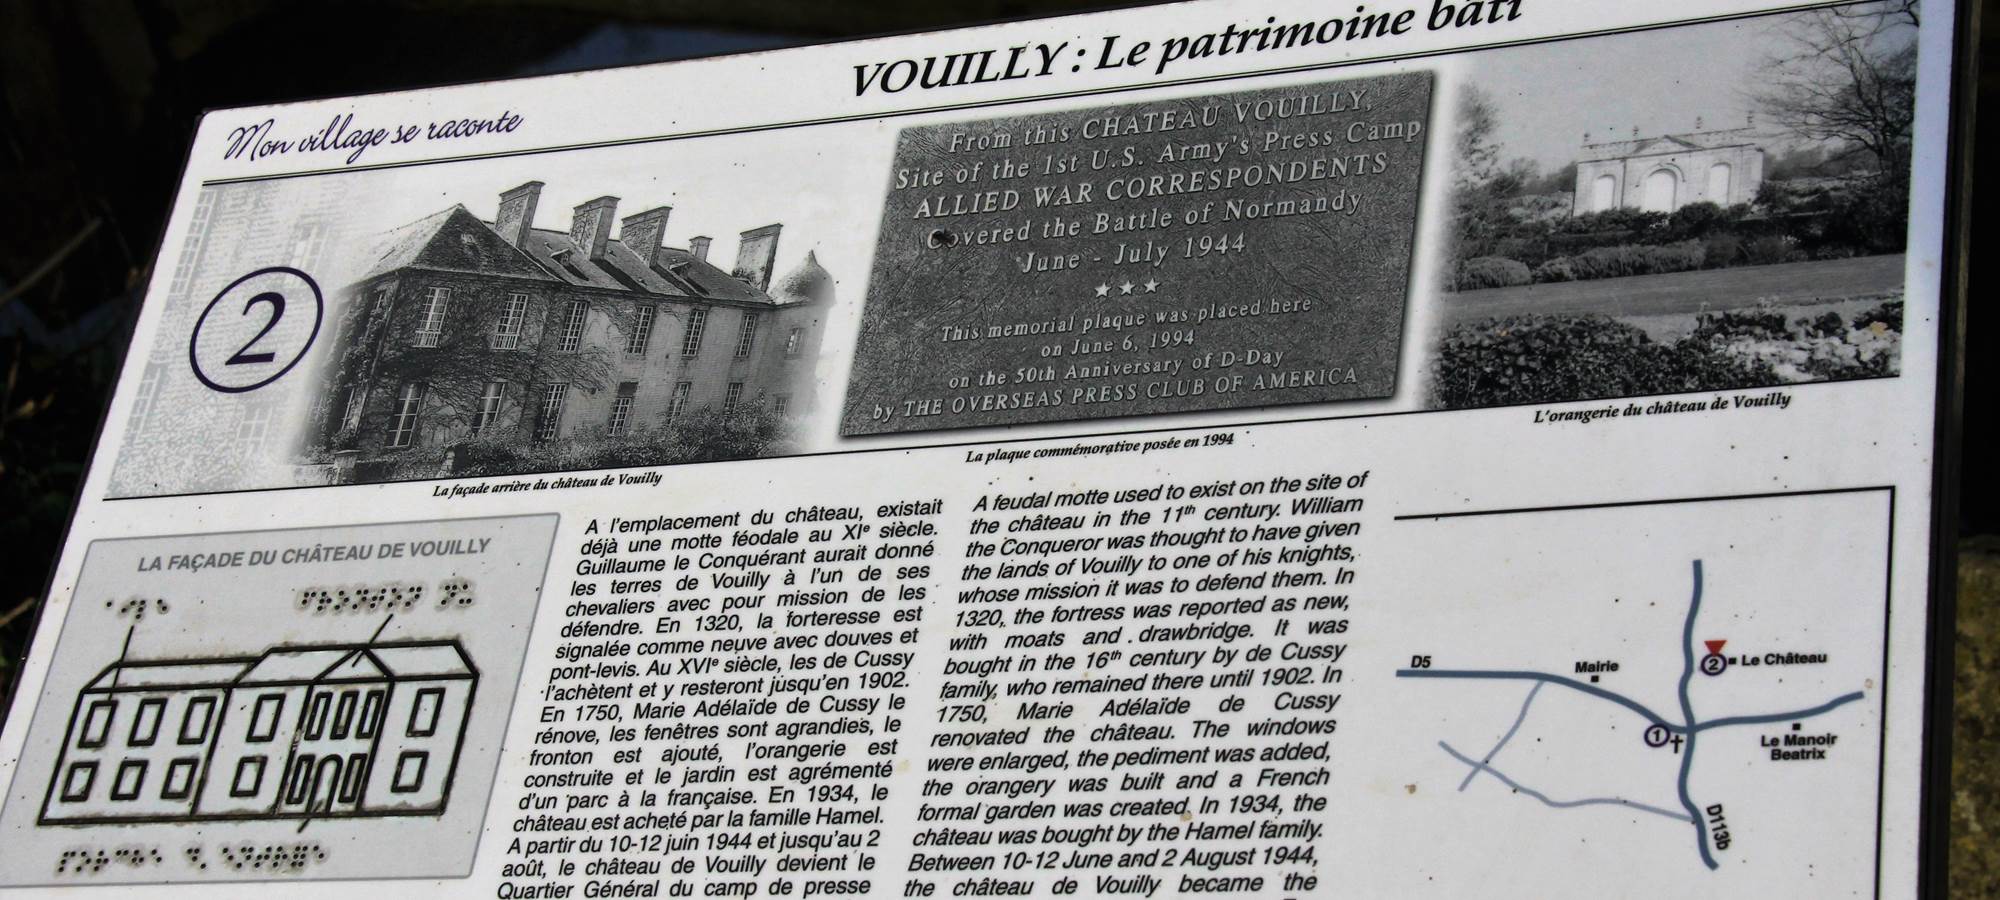 VOUILLY : Le patrimoine bâti
Mon village se raconte
2
From this CHATEAU VOUILLY,
Site of the 1st U.S. Army's Press Camp
ALLIED WAR CORRESPONDENTS
Covered the Battle of Normandy
June - July 1944
★ ★ ★
This memorial plaque was placed here
on June 6, 1994
on the 50th Anniversary of D-Day
by THE OVERSEAS PRESS CLUB OF AMERICA
La façade arrière du château de Vouilly
La plaque commémorative posée en 1994
L'orangerie du château de Vouilly
LA FAÇADE DU CHÂTEAU DE VOUILLY
A l'emplacement du château, existait
déjà une motte féodale au XIe siècle.
Guillaume le Conquérant aurait donné
les terres de Vouilly à l'un de ses
chevaliers avec pour mission de les
défendre. En 1320, la forteresse est
signalée comme neuve avec douves et
pont-levis. Au XVIe siècle, les de Cussy
l'achètent et y resteront jusqu'en 1902.
En 1750, Marie Adélaïde de Cussy le
rénove, les fenêtres sont agrandies, le
fronton est ajouté, l'orangerie est
construite et le jardin est agrémenté
d'un parc à la française. En 1934, le
château est acheté par la famille Hamel.
A partir du 10-12 juin 1944 et jusqu'au 2
août, le château de Vouilly devient le
Quartier Général du camp de presse
A feudal motte used to exist on the site of
the château in the 11th century. William
the Conqueror was thought to have given
the lands of Vouilly to one of his knights,
whose mission it was to defend them. In
1320, the fortress was reported as new,
with moats and drawbridge. It was
bought in the 16th century by de Cussy
family, who remained there until 1902. In
1750, Marie Adélaïde de Cussy
renovated the château. The windows
were enlarged, the pediment was added,
the orangery was built and a French
formal garden was created. In 1934, the
château was bought by the Hamel family.
Between 10-12 June and 2 August 1944,
the château de Vouilly became the
D5
Mairie
2 Le Château
1
Le Manoir
Beatrix
D113b